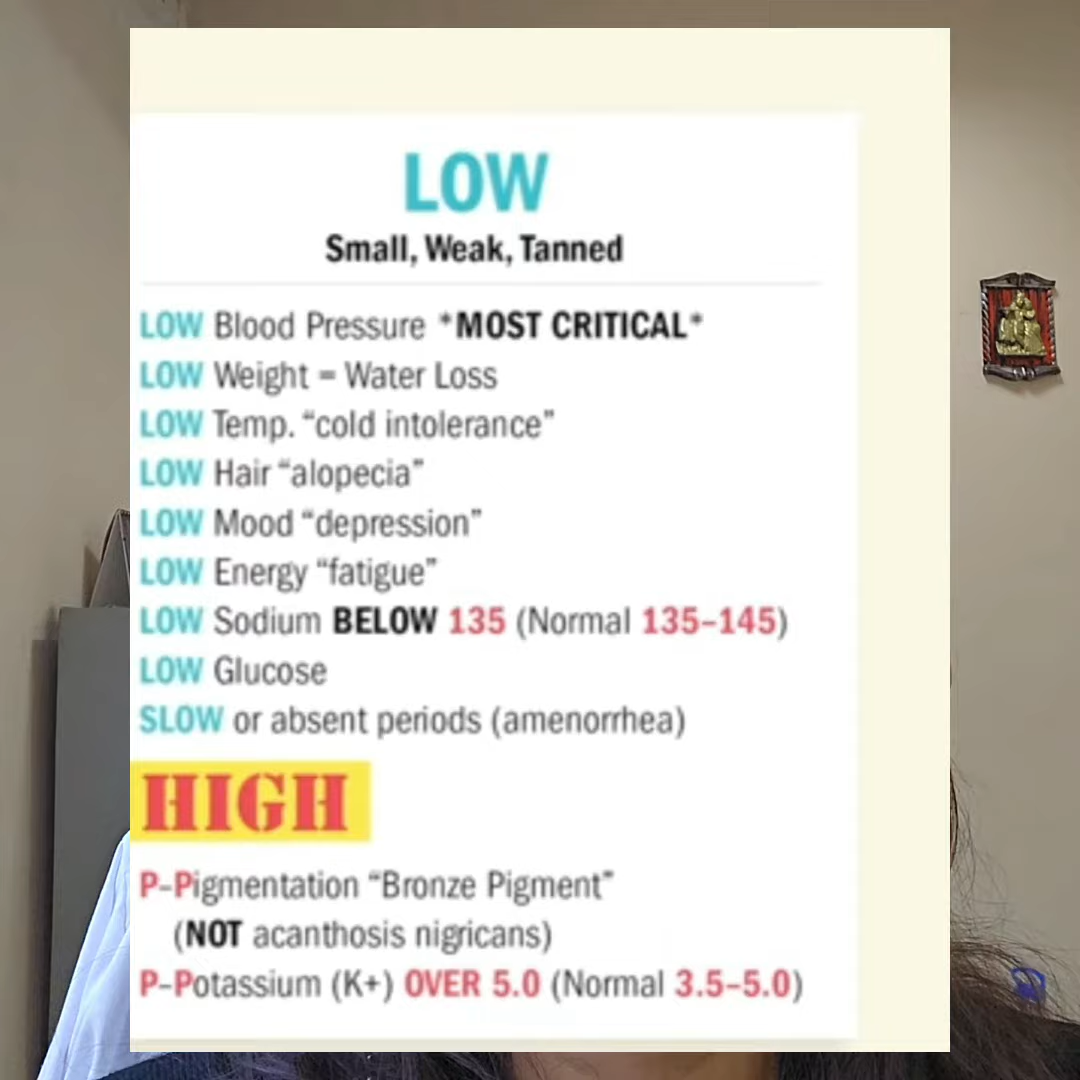 LOW
Small, Weak, Tanned
LOW Blood Pressure *MOST CRITICAL*
LOW Weight = Water Loss
LOW Temp. “cold intolerance”
LOW Hair “alopecia”
LOW Mood “depression”
LOW Energy “fatigue”
LOW Sodium BELOW 135 (Normal 135–145)
LOW Glucose
SLOW or absent periods (amenorrhea)
HIGH
P–Pigmentation “Bronze Pigment”
(NOT acanthosis nigricans)
P–Potassium (K+) OVER 5.0 (Normal 3.5–5.0)